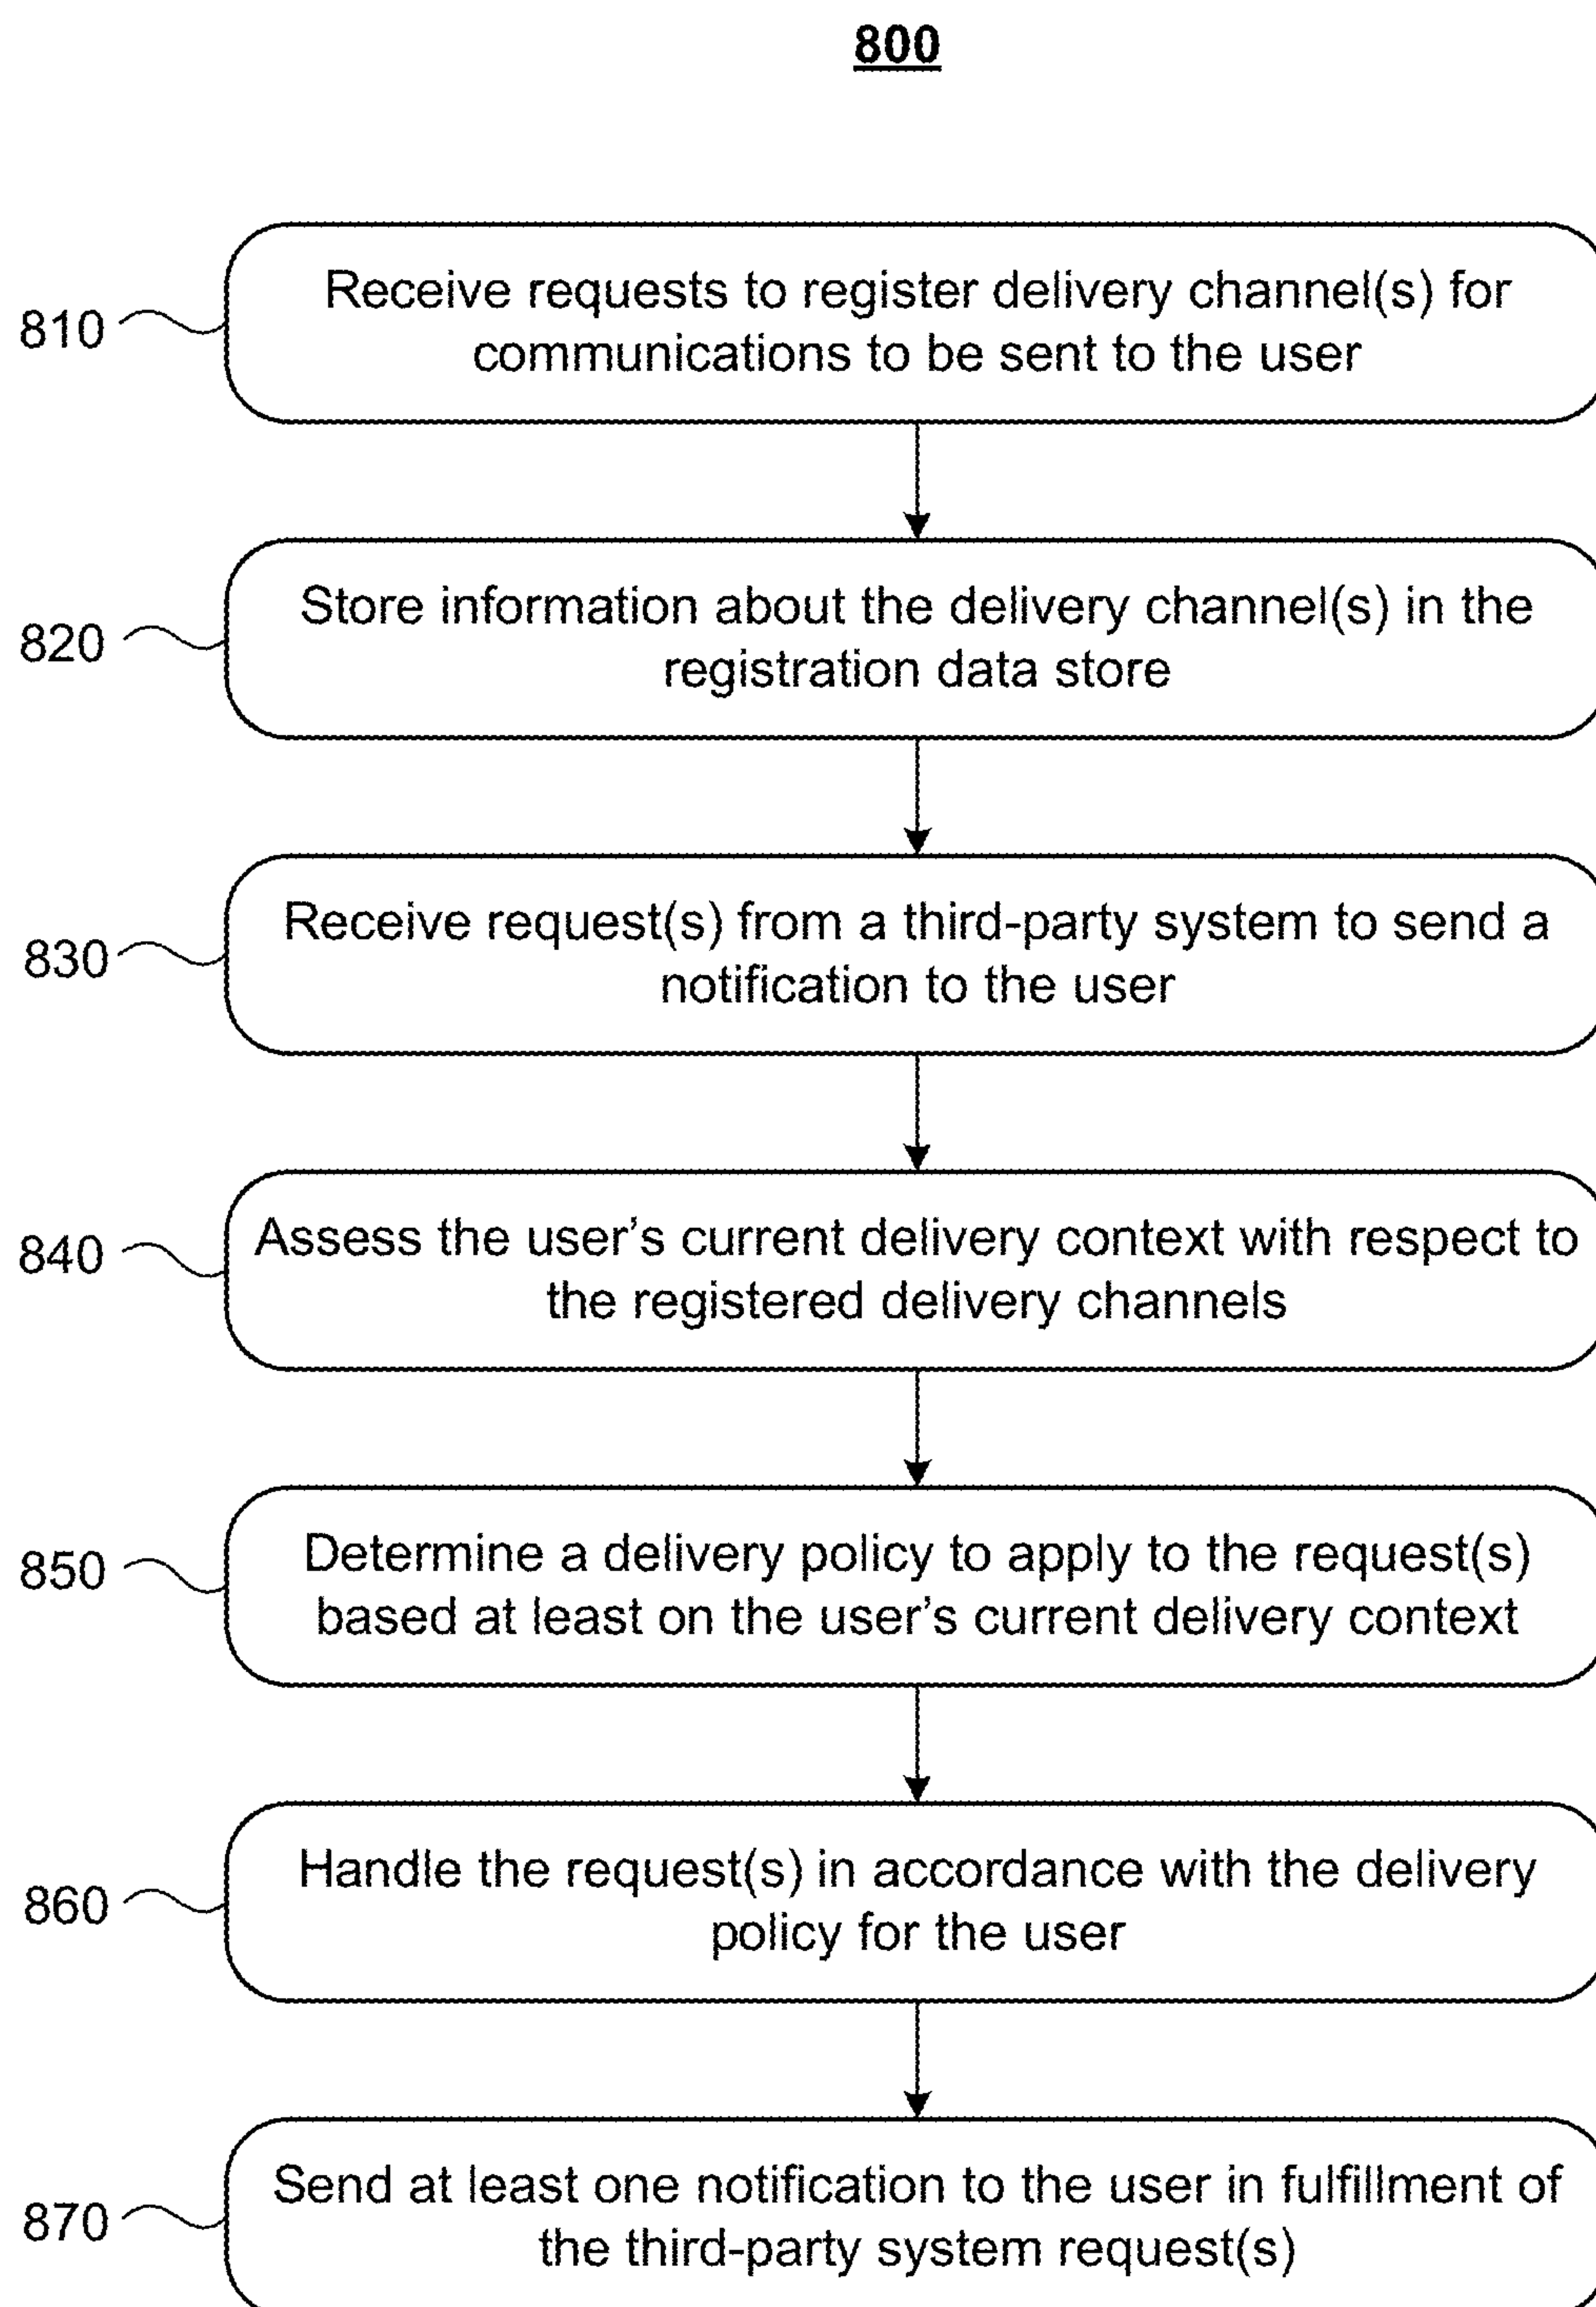 800
810
Receive requests to register delivery channel(s) for
communications to be sent to the user
820
Store information about the delivery channel(s) in the
registration data store
830
Receive request(s) from a third-party system to send a
notification to the user
840
Assess the user's current delivery context with respect to
the registered delivery channels
850
Determine a delivery policy to apply to the request(s)
based at least on the user's current delivery context
860
Handle the request(s) in accordance with the delivery
policy for the user
870
Send at least one notification to the user in fulfillment of
the third-party system request(s)